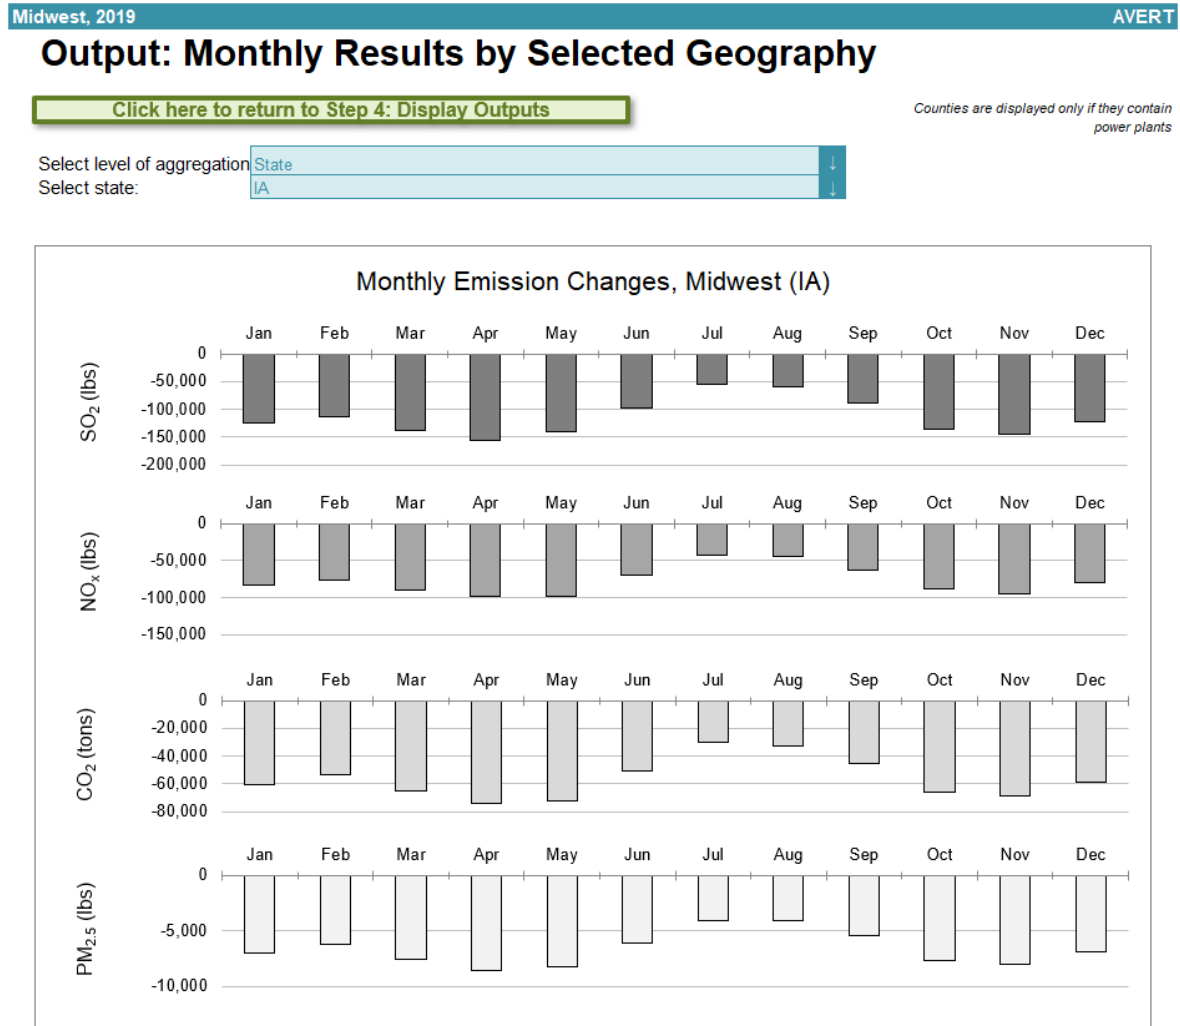 Midwest, 2019 AVERT
Output: Monthly Results by Selected Geography
Click here to return to Step 4: Display Outputs
Counties are displayed only if they contain
power plants
Select level of aggregation State ↓
Select state: IA ↓
Monthly Emission Changes, Midwest (IA)
Jan Feb Mar Apr May Jun Jul Aug Sep Oct Nov Dec
0
-50,000
-100,000
-150,000
-200,000
SO₂ (lbs)
Jan Feb Mar Apr May Jun Jul Aug Sep Oct Nov Dec
0
-50,000
-100,000
-150,000
NOₓ (lbs)
Jan Feb Mar Apr May Jun Jul Aug Sep Oct Nov Dec
0
-20,000
-40,000
-60,000
-80,000
CO₂ (tons)
Jan Feb Mar Apr May Jun Jul Aug Sep Oct Nov Dec
0
-5,000
-10,000
PM₂.₅ (lbs)